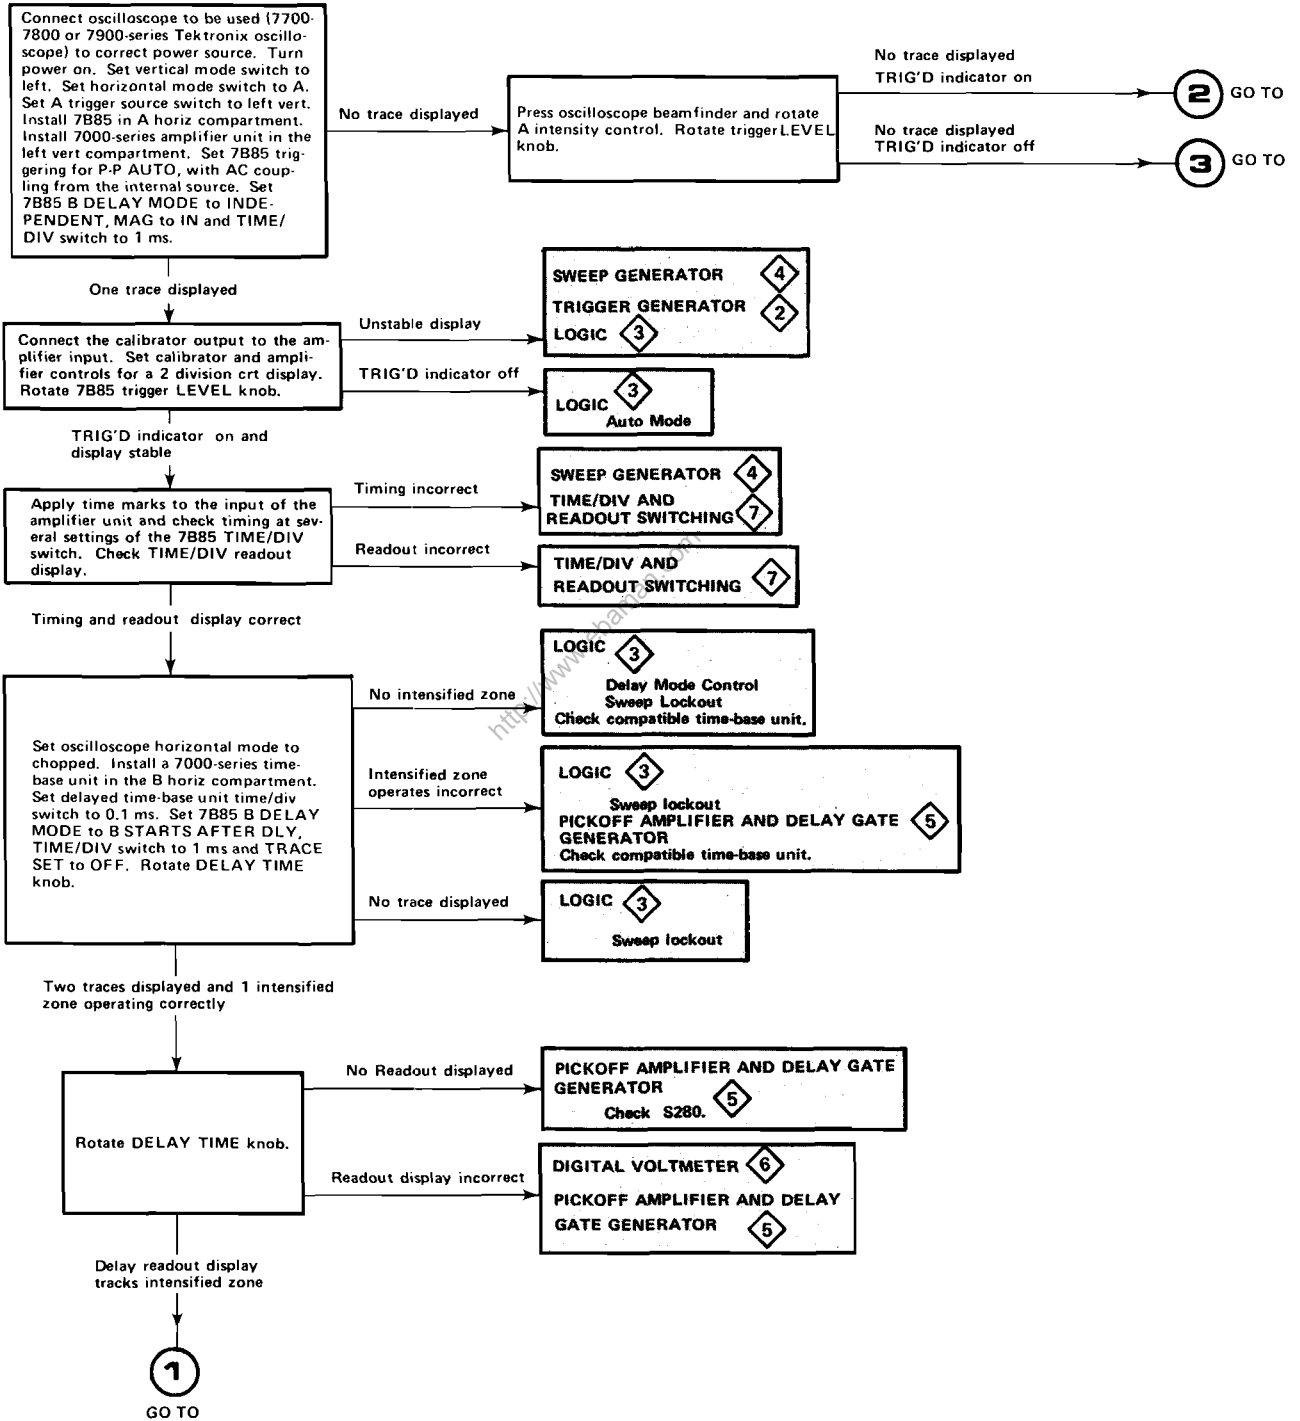 Connect oscilloscope to be used (7700-
7800 or 7900-series Tektronix oscillo-
scope) to correct power source. Turn
power on. Set vertical mode switch to
left. Set horizontal mode switch to A.
Set A trigger source switch to left vert.
Install 7B85 in A horiz compartment.
Install 7000-series amplifier unit in the
left vert compartment. Set 7B85 trig-
gering for P-P AUTO, with AC coup-
ling from the internal source. Set
7B85 B DELAY MODE to INDE-
PENDENT, MAG to IN and TIME/
DIV switch to 1 ms.
No trace displayed
Press oscilloscope beamfinder and rotate
A intensity control. Rotate trigger LEVEL
knob.
No trace displayed
TRIG'D indicator on
2 GO TO
No trace displayed
TRIG'D indicator off
3 GO TO
One trace displayed
Connect the calibrator output to the am-
plifier input. Set calibrator and ampli-
fier controls for a 2 division crt display.
Rotate 7B85 trigger LEVEL knob.
Unstable display
SWEEP GENERATOR 4
TRIGGER GENERATOR 2
LOGIC 3
TRIG'D indicator off
LOGIC 3
Auto Mode
TRIG'D indicator on and
display stable
Apply time marks to the input of the
amplifier unit and check timing at sev-
eral settings of the 7B85 TIME/DIV
switch. Check TIME/DIV readout
display.
Timing incorrect
SWEEP GENERATOR 4
TIME/DIV AND
READOUT SWITCHING 7
Readout incorrect
TIME/DIV AND
READOUT SWITCHING 7
Timing and readout display correct
Set oscilloscope horizontal mode to
chopped. Install a 7000-series time-
base unit in the B horiz compartment.
Set delayed time-base unit time/div
switch to 0.1 ms. Set 7B85 B DELAY
MODE to B STARTS AFTER DLY,
TIME/DIV switch to 1 ms and TRACE
SET to OFF. Rotate DELAY TIME
knob.
No intensified zone
LOGIC 3
Delay Mode Control
Sweep Lockout
Check compatible time-base unit.
Intensified zone
operates incorrect
LOGIC 3
Sweep lockout
PICKOFF AMPLIFIER AND DELAY GATE 5
GENERATOR
Check compatible time-base unit.
No trace displayed
LOGIC 3
Sweep lockout
Two traces displayed and 1 intensified
zone operating correctly
Rotate DELAY TIME knob.
No Readout displayed
PICKOFF AMPLIFIER AND DELAY GATE
GENERATOR 5
Check S280.
Readout display incorrect
DIGITAL VOLTMETER 6
PICKOFF AMPLIFIER AND DELAY
GATE GENERATOR 5
Delay readout display
tracks intensified zone
1
GO TO
http://www.ebaman.com